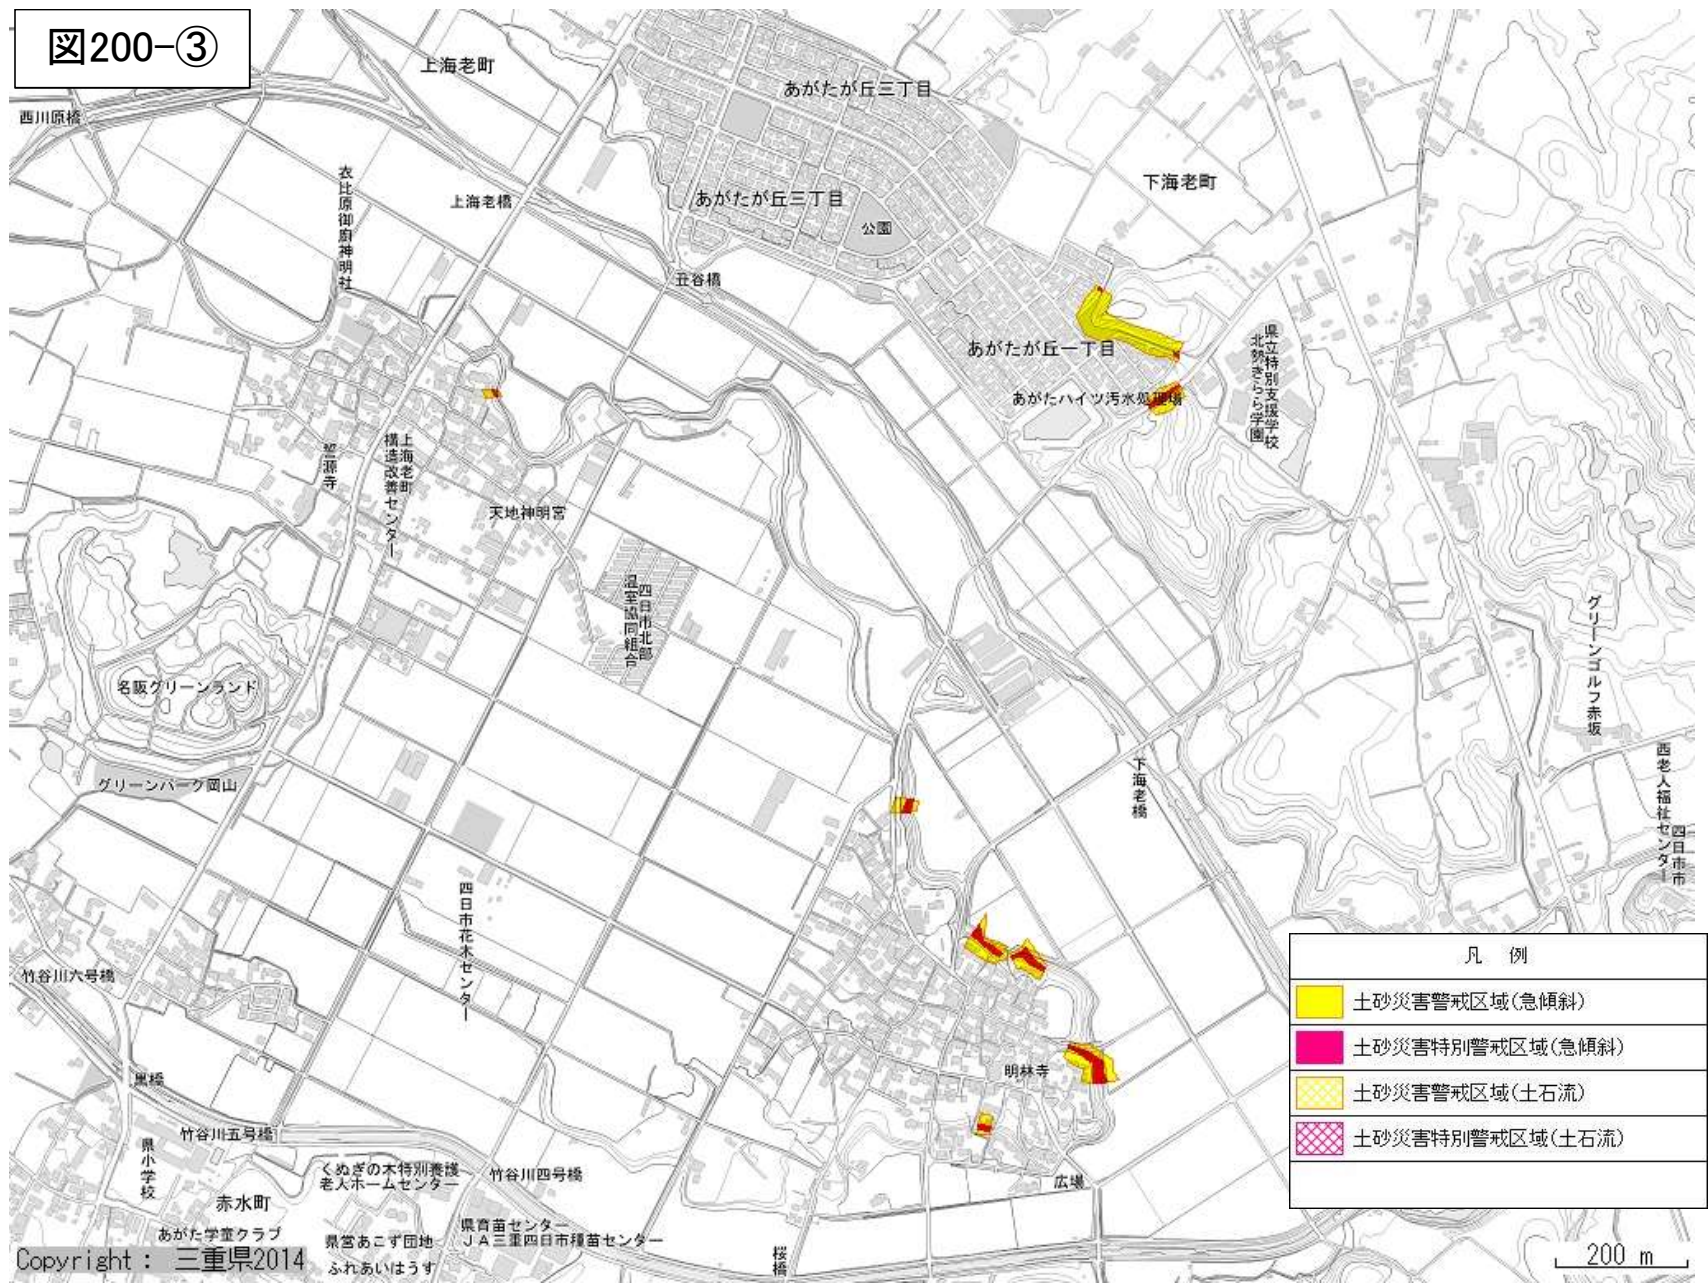 図200-③
上海老町
あがたが丘三丁目
西川原橋
衣比原御厨神明社
上海老橋
あがたが丘三丁目
下海老町
公園
丑谷橋
あがたが丘一丁目
県立特別支援学校
北勢きらら学園
あがたハイツ汚水処理場
誓源寺
上海老町
構造改善センター
天地神明宮
四日市北部
温室協同組合
グリーンゴルフ赤坂
名阪グリーンランド
グリーンパーク岡山
下海老橋
西老人福祉センター
四日市市
四日市花木センター
竹谷川六号橋
明林寺
黒橋
竹谷川五号橋
県小学校
くぬぎの木特別養護
老人ホームセンター
竹谷川四号橋
広場
赤水町
あがた学童クラブ
県営あこず団地
ふれあいはうす
県育苗センター
JA三重四日市種苗センター
桜橋
凡 例
土砂災害警戒区域(急傾斜)
土砂災害特別警戒区域(急傾斜)
土砂災害警戒区域(土石流)
土砂災害特別警戒区域(土石流)
Copyright : 三重県2014
200 m